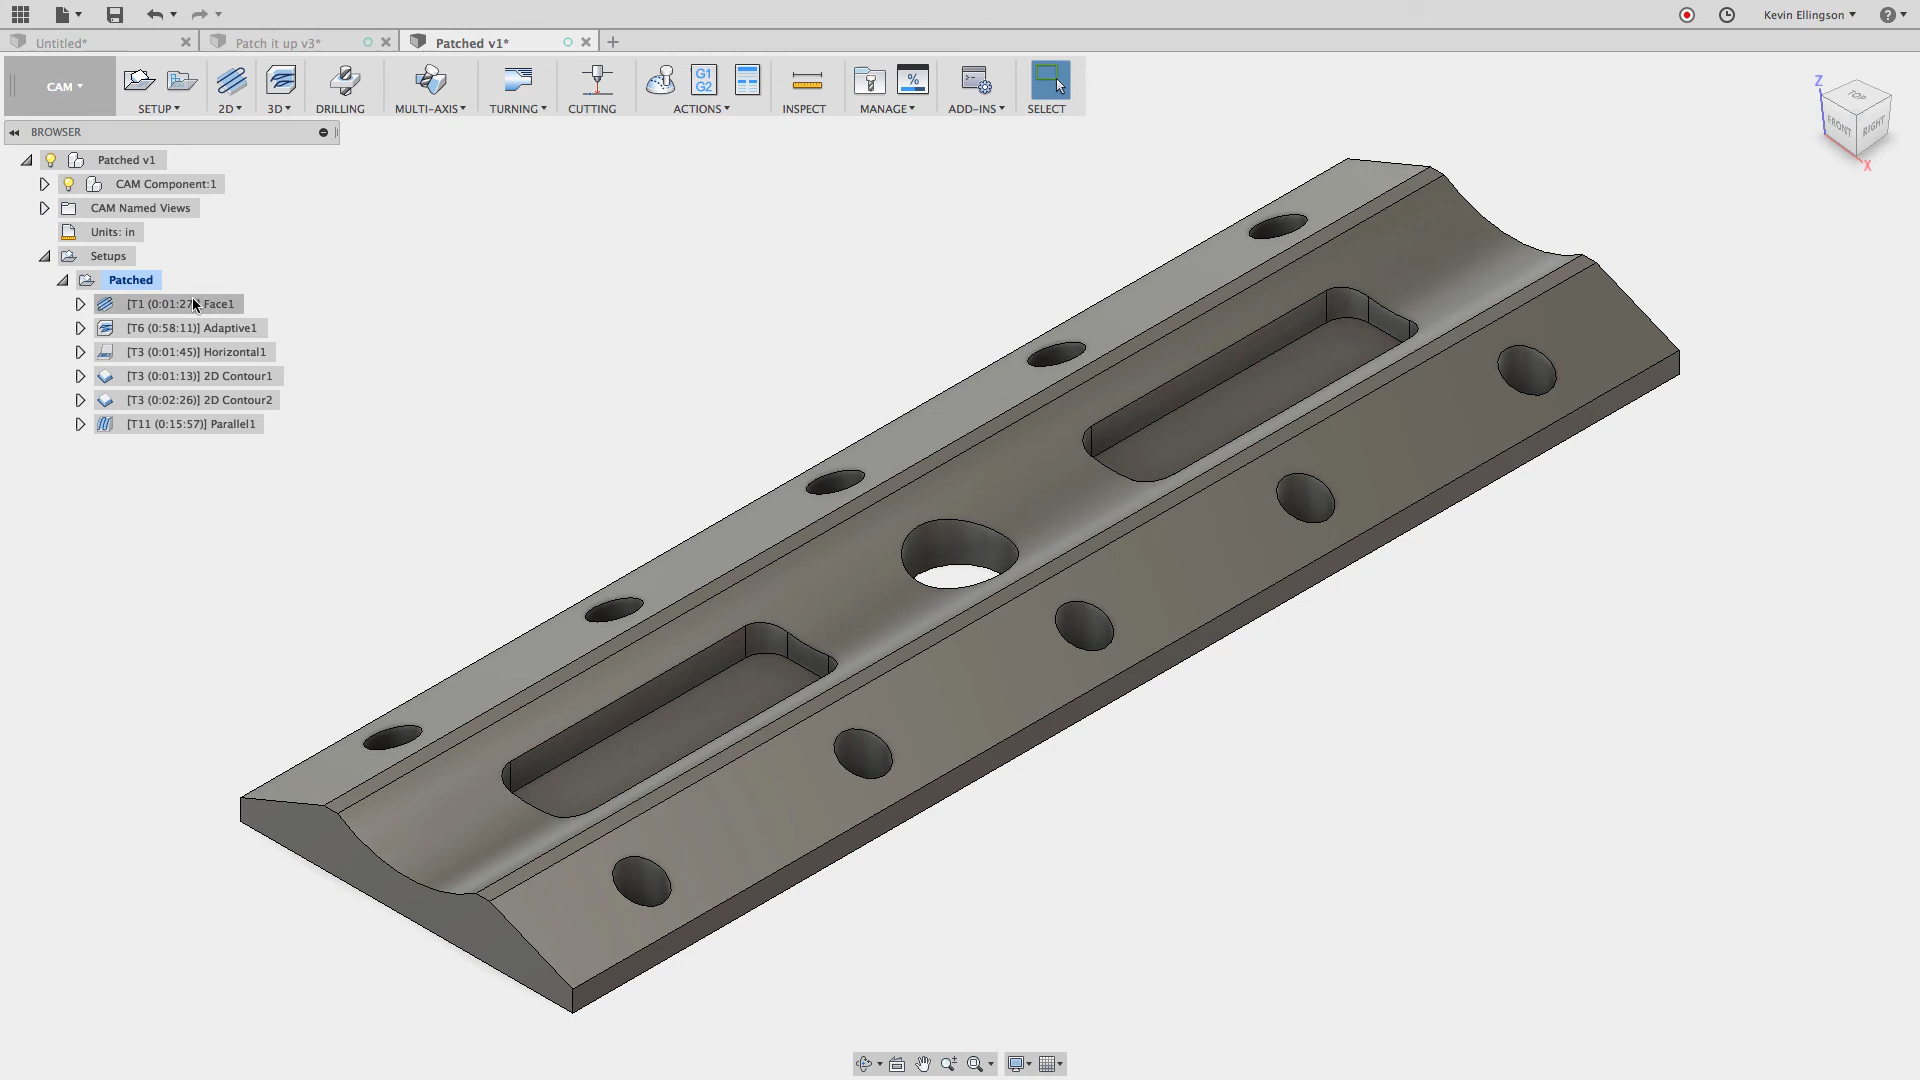 Kevin Ellingson
Untitled*
Patch it up v3*
Patched v1*
CAM
SETUP
2D
3D
DRILLING
MULTI-AXIS
TURNING
CUTTING
G1
G2
ACTIONS
INSPECT
%
MANAGE
ADD-INS
SELECT
BROWSER
Patched v1
CAM Component:1
CAM Named Views
Units: in
Setups
Patched
[T1 (0:01:27)] Face1
[T6 (0:58:11)] Adaptive1
[T3 (0:01:45)] Horizontal1
[T3 (0:01:13)] 2D Contour1
[T3 (0:02:26)] 2D Contour2
[T11 (0:15:57)] Parallel1
Z
TOP
FRONT
RIGHT
X